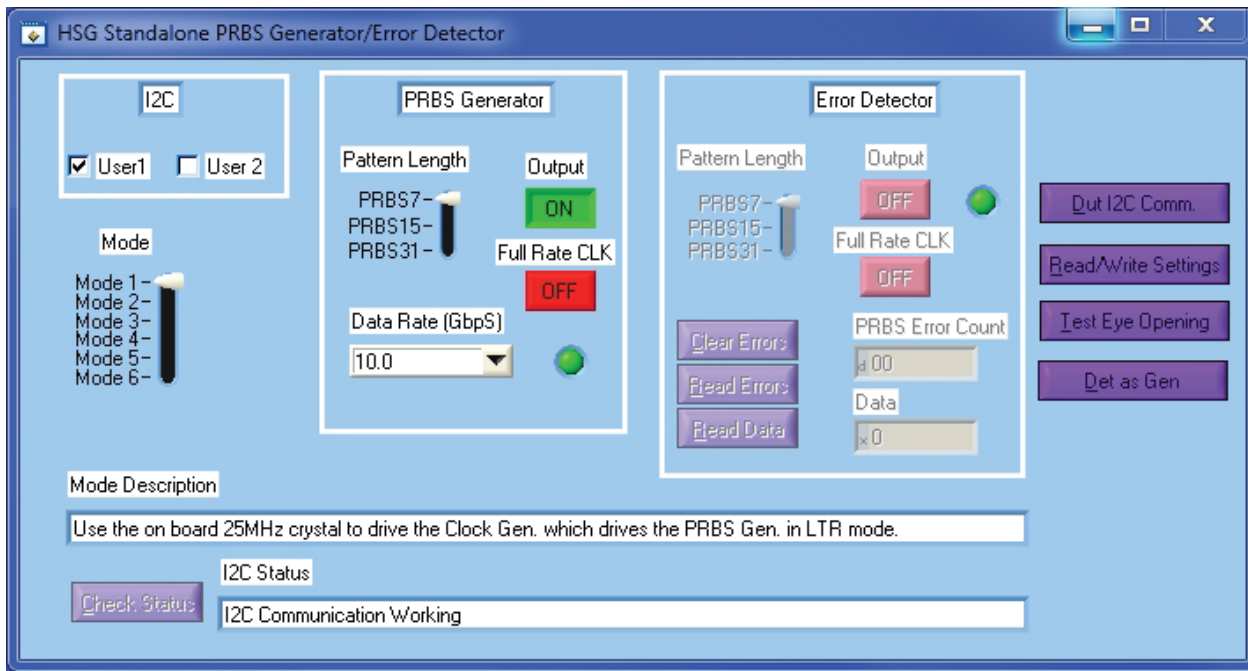 HSG Standalone PRBS Generator/Error Detector
I2C
User1
User 2
Mode
Mode 1
Mode 2
Mode 3
Mode 4
Mode 5
Mode 6
PRBS Generator
Pattern Length
PRBS7
PRBS15
PRBS31
Output
ON
Full Rate CLK
OFF
Data Rate (GbpS)
10.0
Error Detector
Pattern Length
PRBS7
PRBS15
PRBS31
Output
OFF
Full Rate CLK
OFF
Clear Errors
Read Errors
Read Data
PRBS Error Count
d 00
Data
x 0
Dut I2C Comm.
Read/Write Settings
Test Eye Opening
Det as Gen
Mode Description
Use the on board 25MHz crystal to drive the Clock Gen. which drives the PRBS Gen. in LTR mode.
Check Status
I2C Status
I2C Communication Working